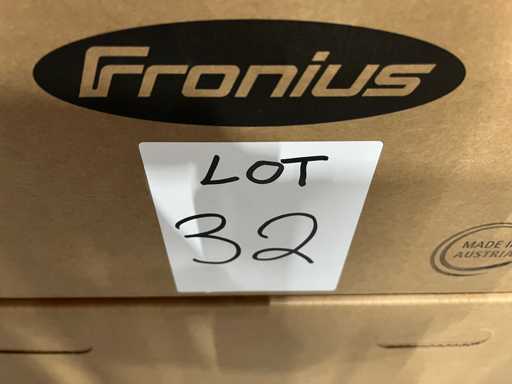 Fronius
LOT
32
MADE IN
AUSTRIA